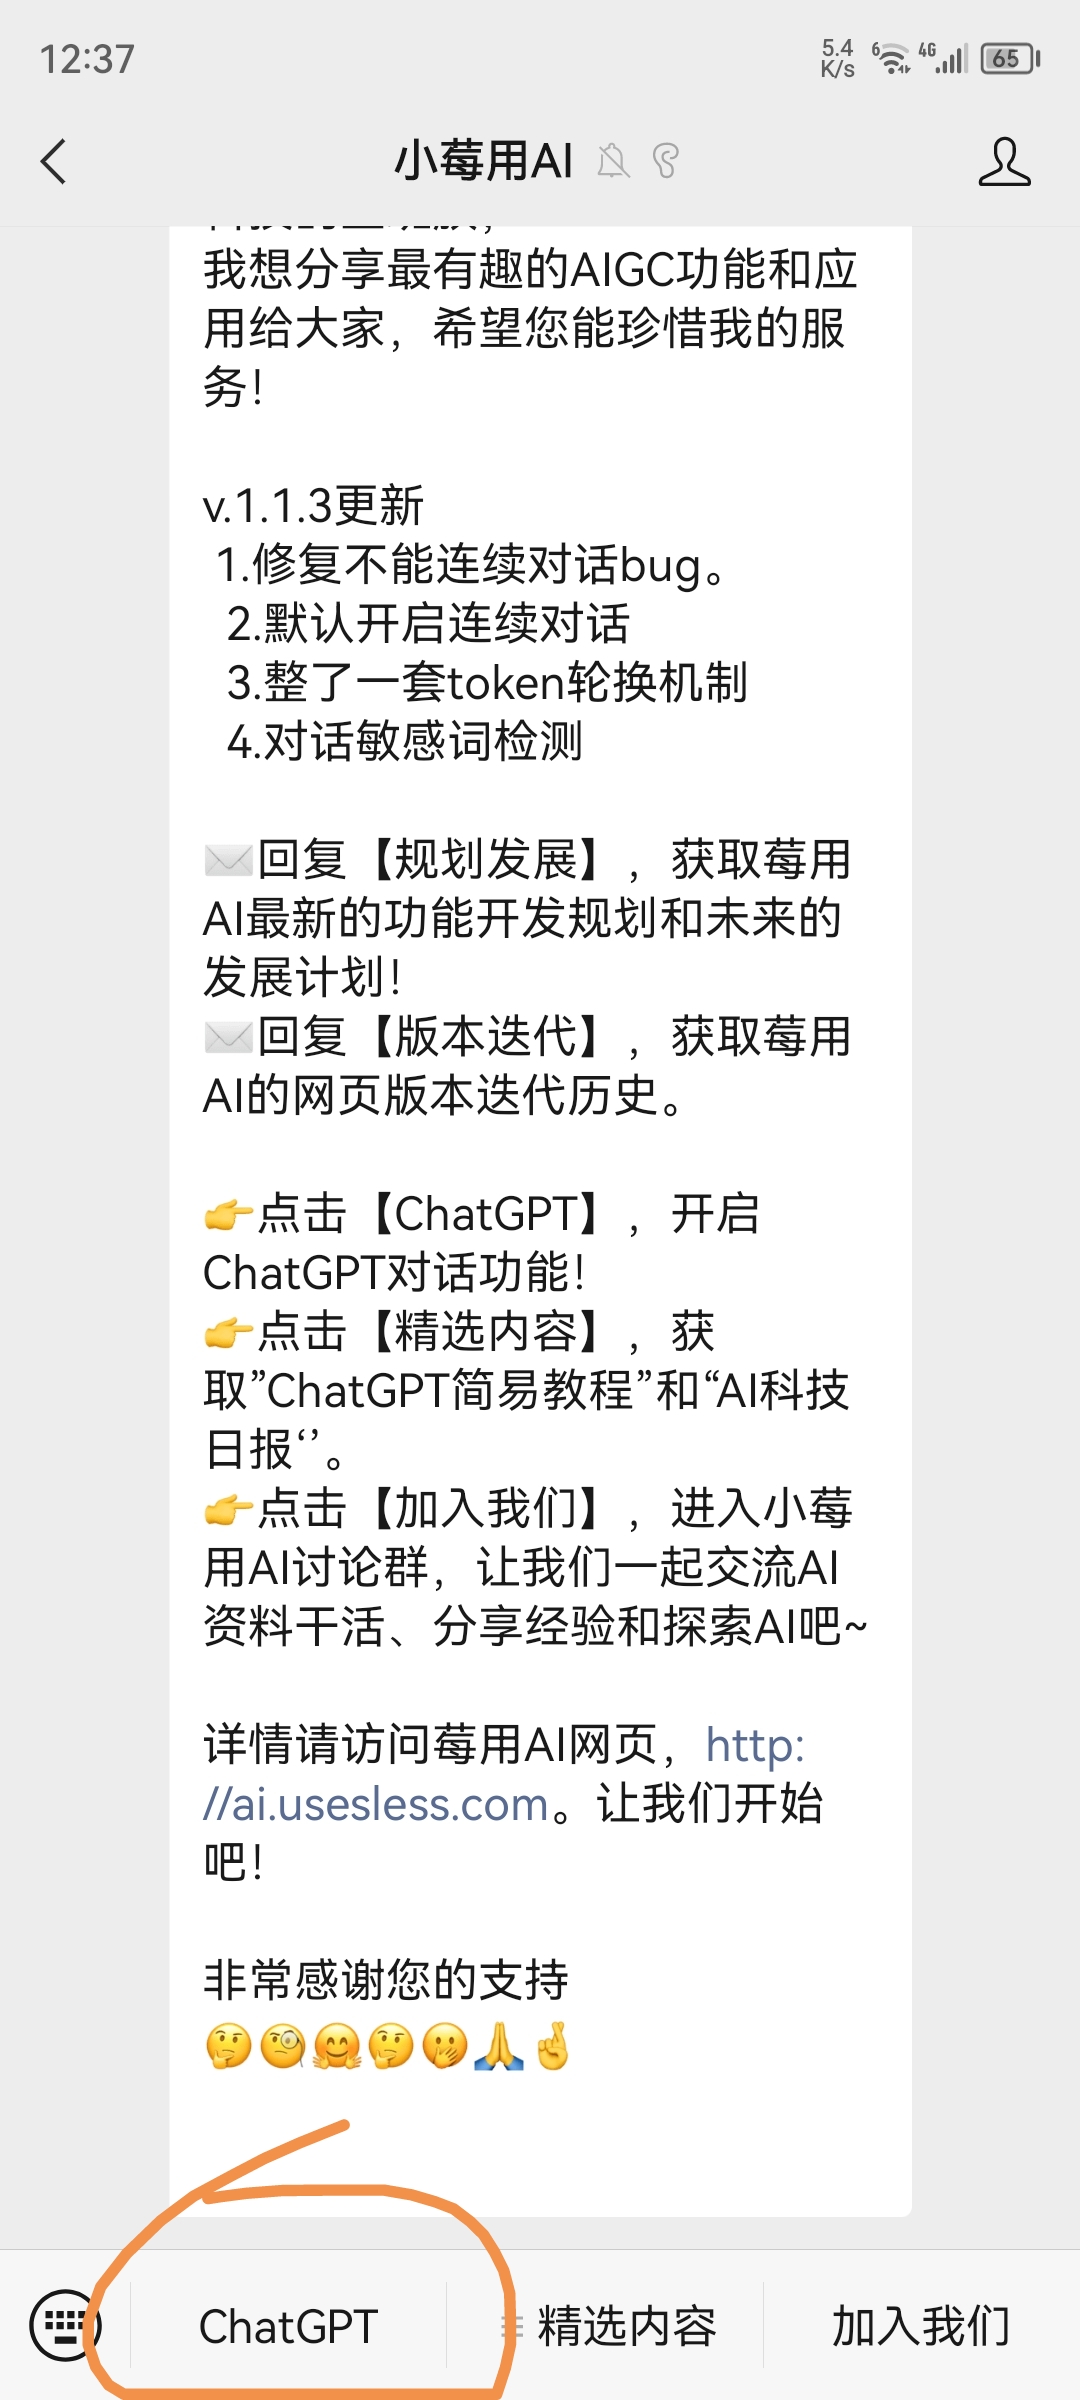 12:37
5.4
K/s
6
4G
65
小莓用AI
我想分享最有趣的AIGC功能和应
用给大家，希望您能珍惜我的服
务！
v.1.1.3更新
1.修复不能连续对话bug。
2.默认开启连续对话
3.整了一套token轮换机制
4.对话敏感词检测
✉️回复【规划发展】，获取莓用
AI最新的功能开发规划和未来的
发展计划！
✉️回复【版本迭代】，获取莓用
AI的网页版本迭代历史。
👉点击【ChatGPT】，开启
ChatGPT对话功能！
👉点击【精选内容】，获
取”ChatGPT简易教程”和“AI科技
日报‘’。
👉点击【加入我们】，进入小莓
用AI讨论群，让我们一起交流AI
资料干活、分享经验和探索AI吧~
详情请访问莓用AI网页，http:
//ai.usesless.com。让我们开始
吧！
非常感谢您的支持
🤔🧐🤗🤔🤭🙏🤞
ChatGPT
精选内容
加入我们